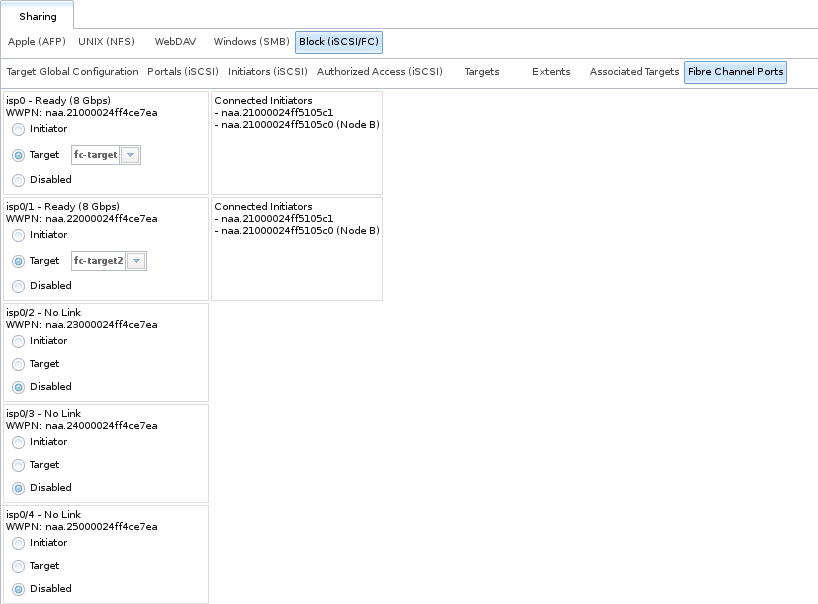 Sharing
Apple (AFP) UNIX (NFS) WebDAV Windows (SMB) Block (iSCSI/FC)
Target Global Configuration Portals (iSCSI) Initiators (iSCSI) Authorized Access (iSCSI) Targets Extents Associated Targets Fibre Channel Ports
isp0 - Ready (8 Gbps)
WWPN: naa.21000024ff4ce7ea
Initiator
Target fc-target
Disabled
Connected Initiators
- naa.21000024ff5105c1
- naa.21000024ff5105c0 (Node B)
isp0/1 - Ready (8 Gbps)
WWPN: naa.22000024ff4ce7ea
Initiator
Target fc-target2
Disabled
Connected Initiators
- naa.21000024ff5105c1
- naa.21000024ff5105c0 (Node B)
isp0/2 - No Link
WWPN: naa.23000024ff4ce7ea
Initiator
Target
Disabled
isp0/3 - No Link
WWPN: naa.24000024ff4ce7ea
Initiator
Target
Disabled
isp0/4 - No Link
WWPN: naa.25000024ff4ce7ea
Initiator
Target
Disabled